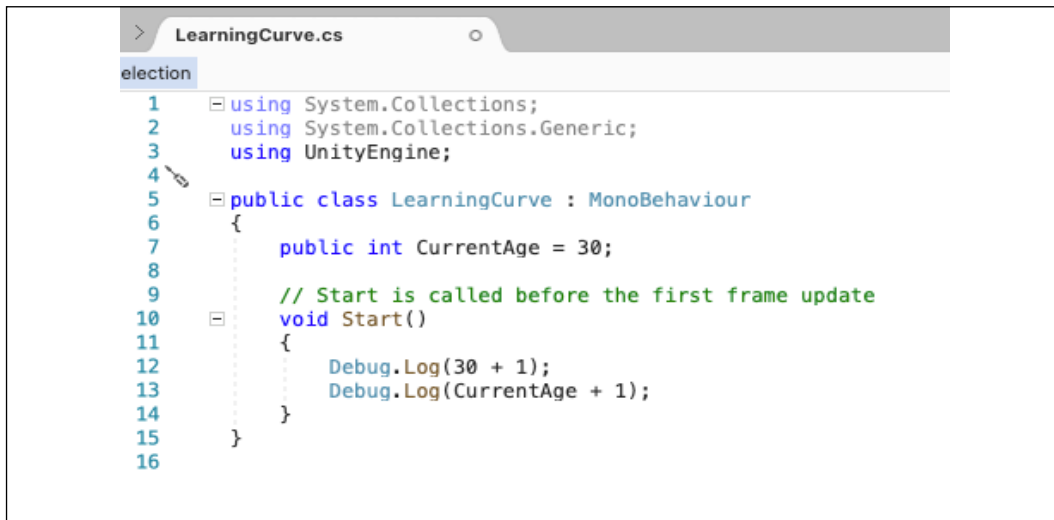 LearningCurve.cs
election
1 using System.Collections;
2 using System.Collections.Generic;
3 using UnityEngine;
4
5 public class LearningCurve : MonoBehaviour
6 {
7     public int CurrentAge = 30;
8
9     // Start is called before the first frame update
10     void Start()
11     {
12         Debug.Log(30 + 1);
13         Debug.Log(CurrentAge + 1);
14     }
15 }
16